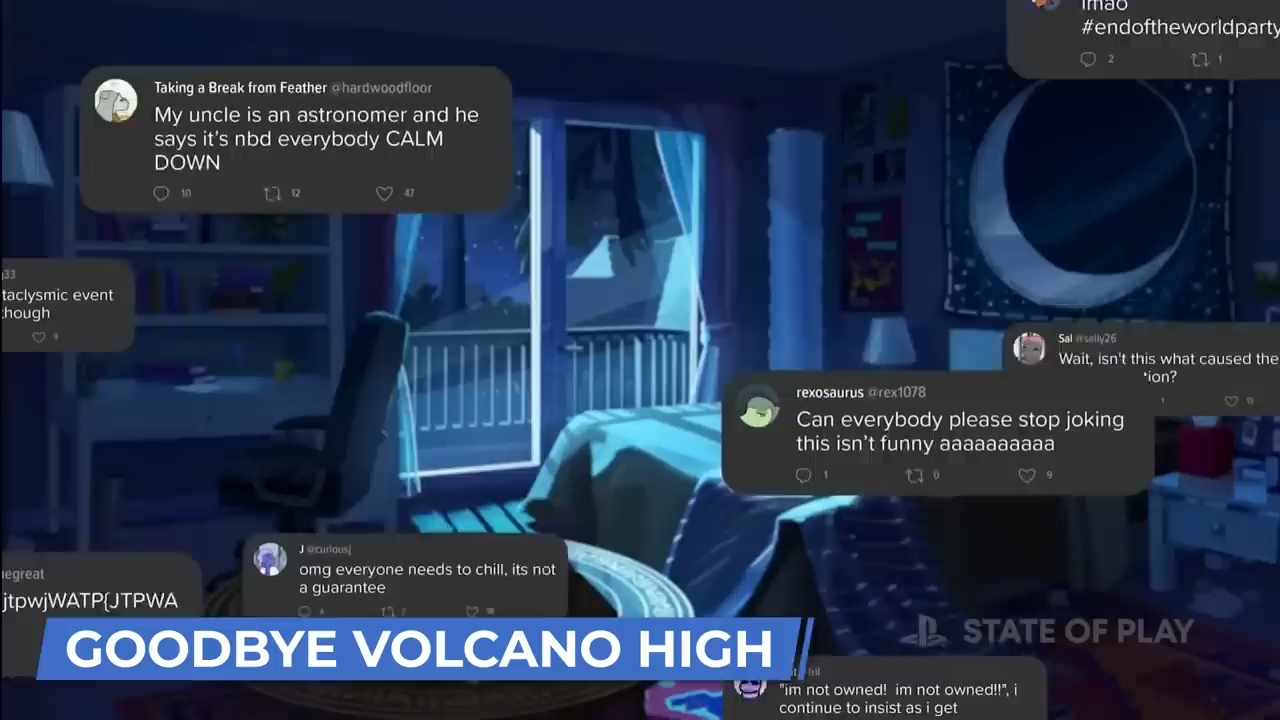 lmao
#endoftheworldparty
2 1
Taking a Break from Feather @hardwoodfloor
My uncle is an astronomer and he
says it's nbd everybody CALM
DOWN
10 12 47
33
taclysmic event
though
9
Sal @sally26
Wait, isn't this what caused the
1
rexosaurus @rex1078
Can everybody please stop joking
this isn't funny aaaaaaaaaa
1 0 9
J @curiousj
omg everyone needs to chill, its not
a guarantee
egreat
jtpwjWATP{JTPWA
GOODBYE VOLCANO HIGH
STATE OF PLAY
"im not owned! im not owned!!", i
continue to insist as i get